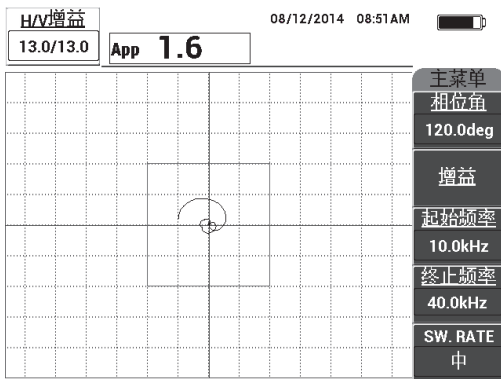 H/V增益
08/12/2014 08:51AM
13.0/13.0
App 1.6
主菜单
相位角
120.0deg
增益
起始频率
10.0kHz
终止频率
40.0kHz
SW. RATE
中